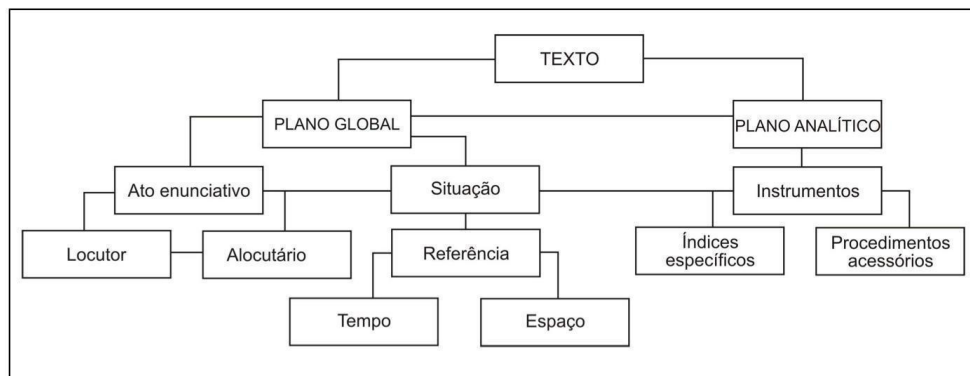 TEXTO
PLANO GLOBAL
PLANO ANALÍTICO
Ato enunciativo
Situação
Instrumentos
Locutor
Alocutário
Referência
Índices
específicos
Procedimentos
acessórios
Tempo
Espaço